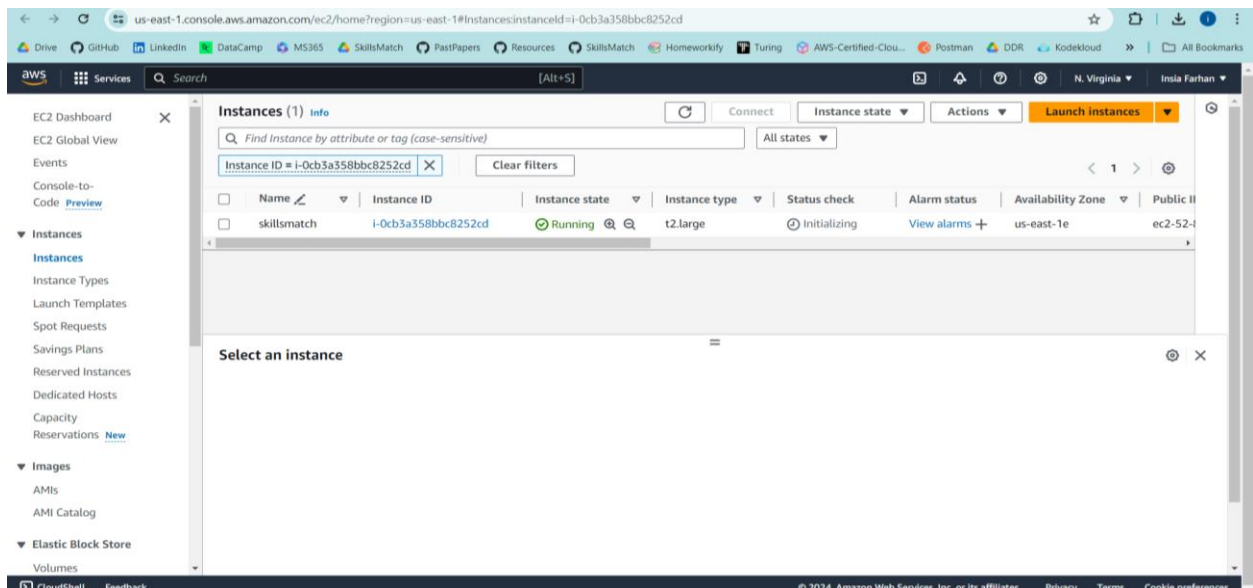 us-east-1.console.aws.amazon.com/ec2/home?region=us-east-1#Instances:instanceId=i-0cb3a358bbc8252cd
Drive GitHub LinkedIn DataCamp MS365 SkillsMatch PastPapers Resources SkillsMatch Homeworkify Turing AWS-Certified-Clou... Postman DDR Kodekloud » All Bookmarks
aws Services Search [Alt+S] N. Virginia Insia Farhan
EC2 Dashboard
EC2 Global View
Events
Console-to-
Code Preview
Instances
Instances
Instance Types
Launch Templates
Spot Requests
Savings Plans
Reserved Instances
Dedicated Hosts
Capacity
Reservations New
Images
AMIs
AMI Catalog
Elastic Block Store
Volumes
Instances (1) Info Connect Instance state Actions Launch instances
Find Instance by attribute or tag (case-sensitive) All states
Instance ID = i-0cb3a358bbc8252cd Clear filters 1
Name Instance ID Instance state Instance type Status check Alarm status Availability Zone Public
skillsmatch i-0cb3a358bbc8252cd Running t2.large Initializing View alarms + us-east-1e ec2-52-
Select an instance
CloudShell Feedback © 2024, Amazon Web Services, Inc. or its affiliates. Privacy Terms Cookie preferences